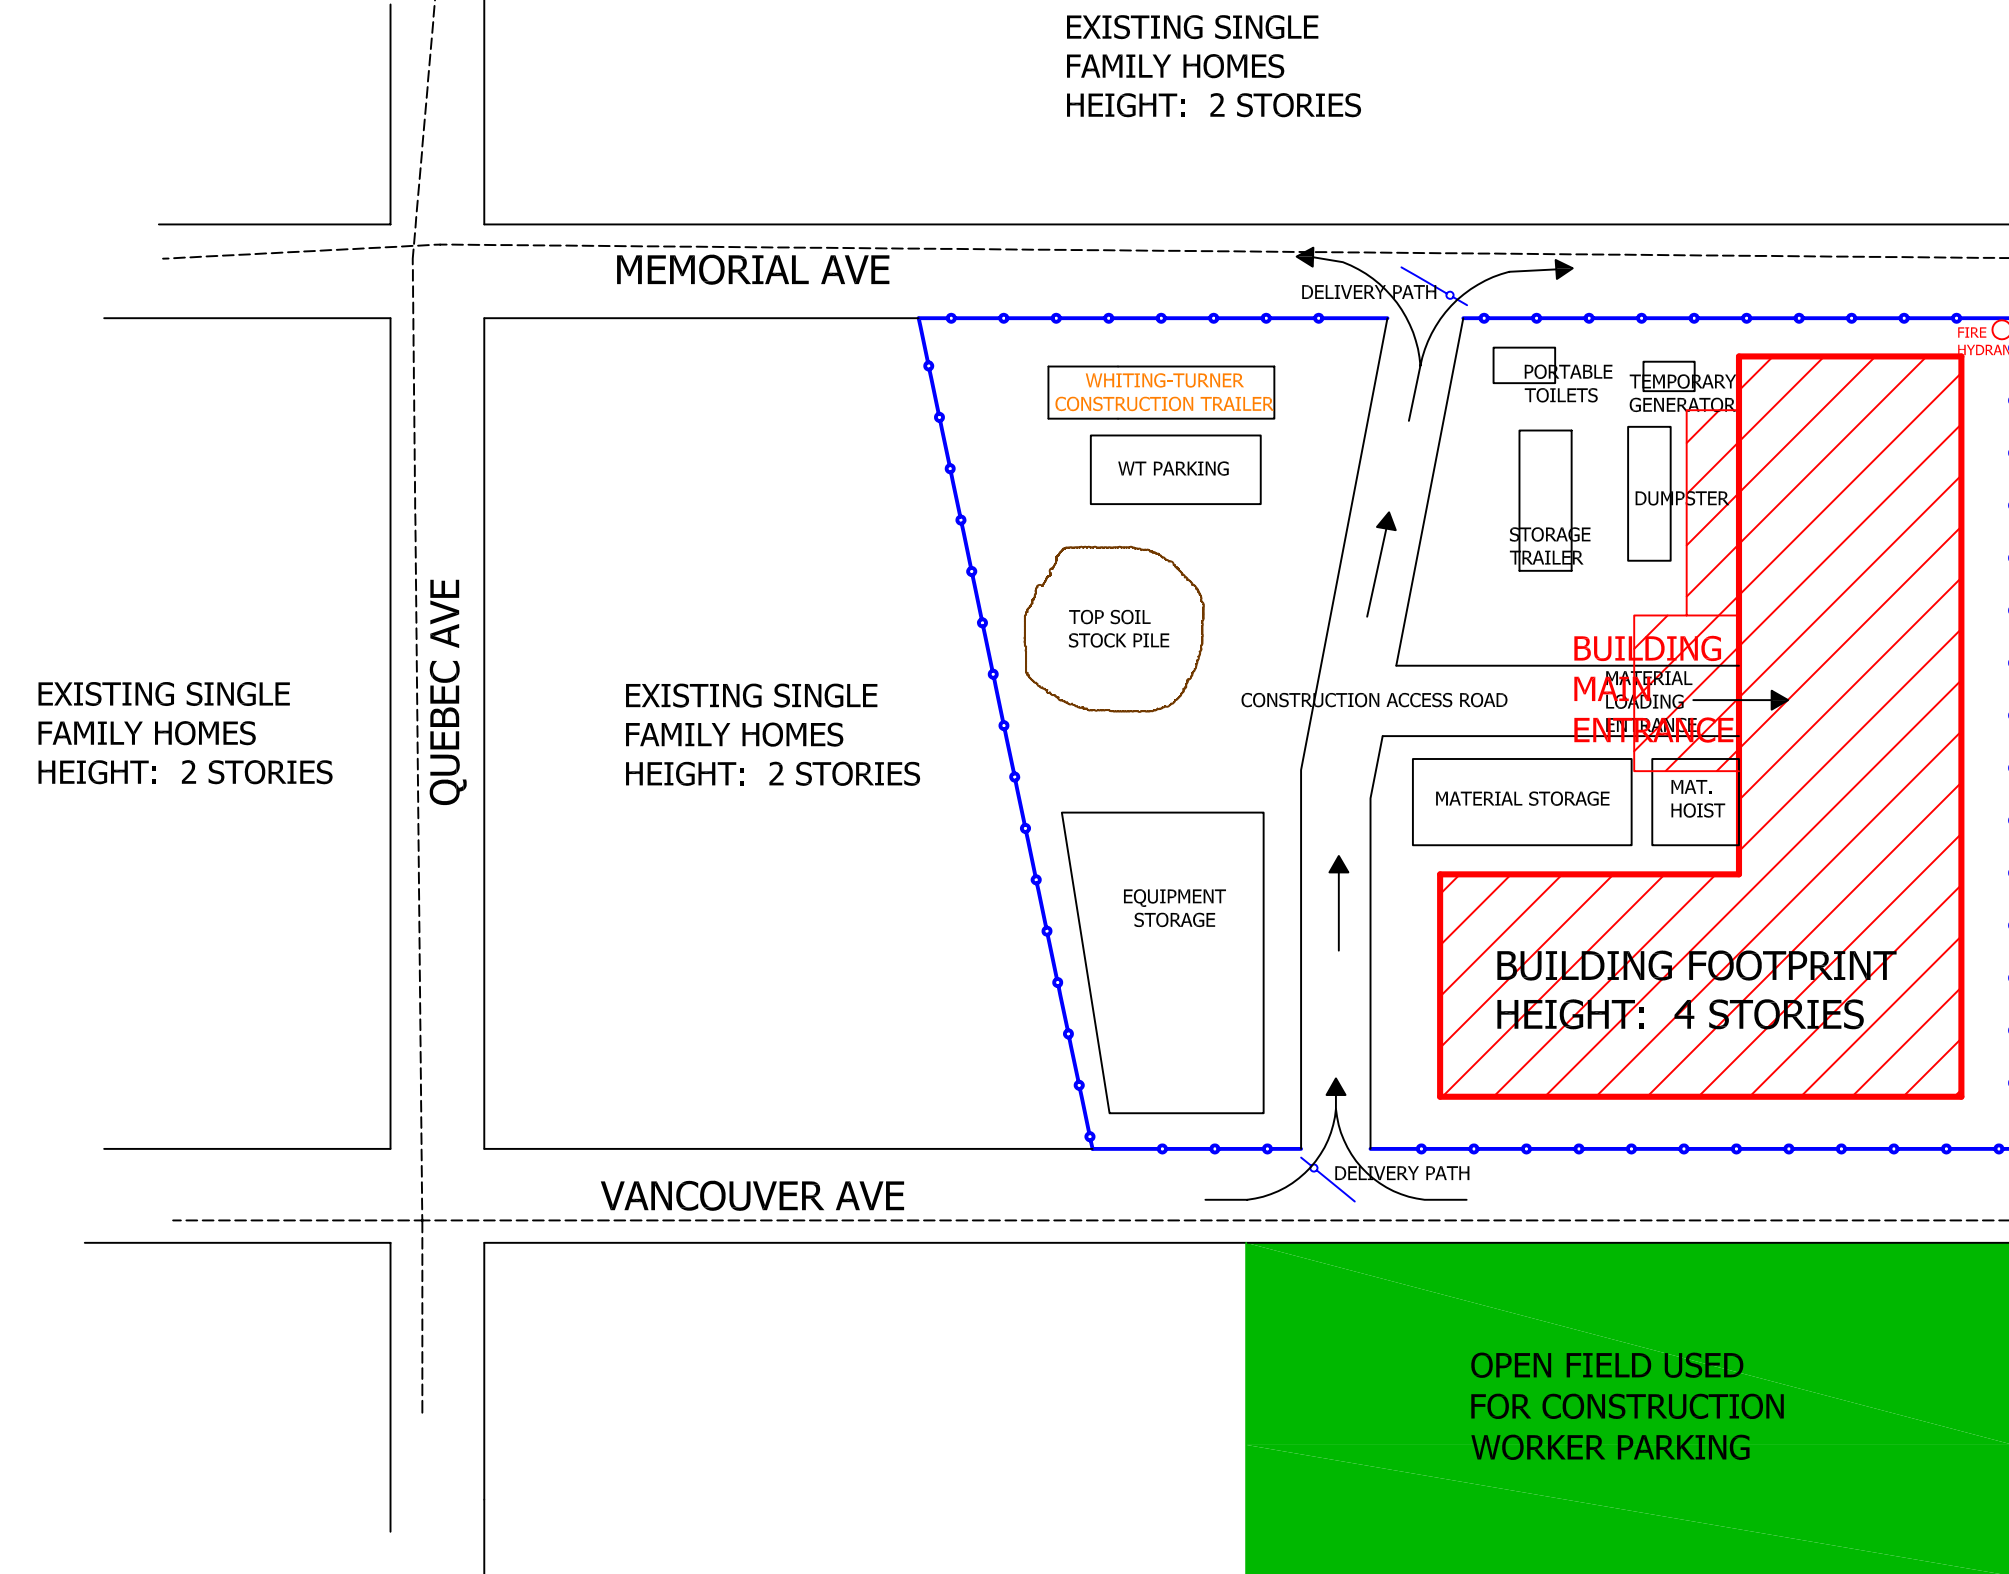 EXISTING SINGLE
FAMILY HOMES
HEIGHT:  2 STORIES
MEMORIAL AVE
DELIVERY PATH
FIRE
HYDRAN
WHITING-TURNER
CONSTRUCTION TRAILER
PORTABLE
TOILETS
TEMPORARY
GENERATOR
WT PARKING
DUMPSTER
STORAGE
TRAILER
TOP SOIL
STOCK PILE
QUEBEC AVE
EXISTING SINGLE
FAMILY HOMES
HEIGHT:  2 STORIES
EXISTING SINGLE
FAMILY HOMES
HEIGHT:  2 STORIES
CONSTRUCTION ACCESS ROAD
BUILDING
MAIN
ENTRANCE
MATERIAL
LOADING
ENTRANCE
MATERIAL STORAGE
MAT.
HOIST
EQUIPMENT
STORAGE
BUILDING FOOTPRINT
HEIGHT:  4 STORIES
DELIVERY PATH
VANCOUVER AVE
OPEN FIELD USED
FOR CONSTRUCTION
WORKER PARKING